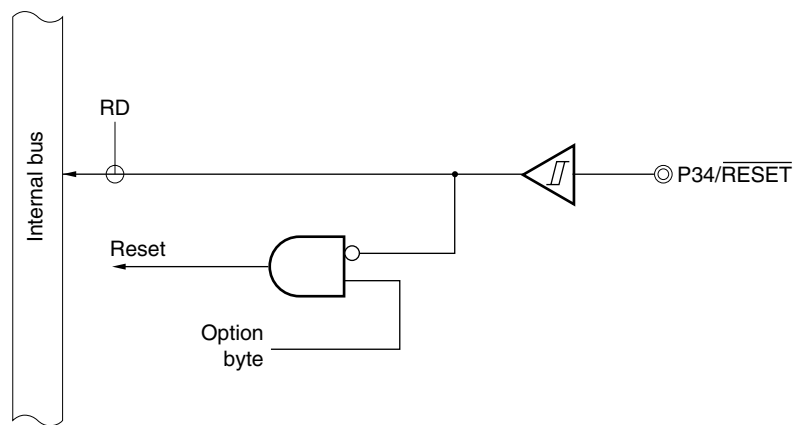 Internal bus
RD
P34/RESET
Reset
Option
byte